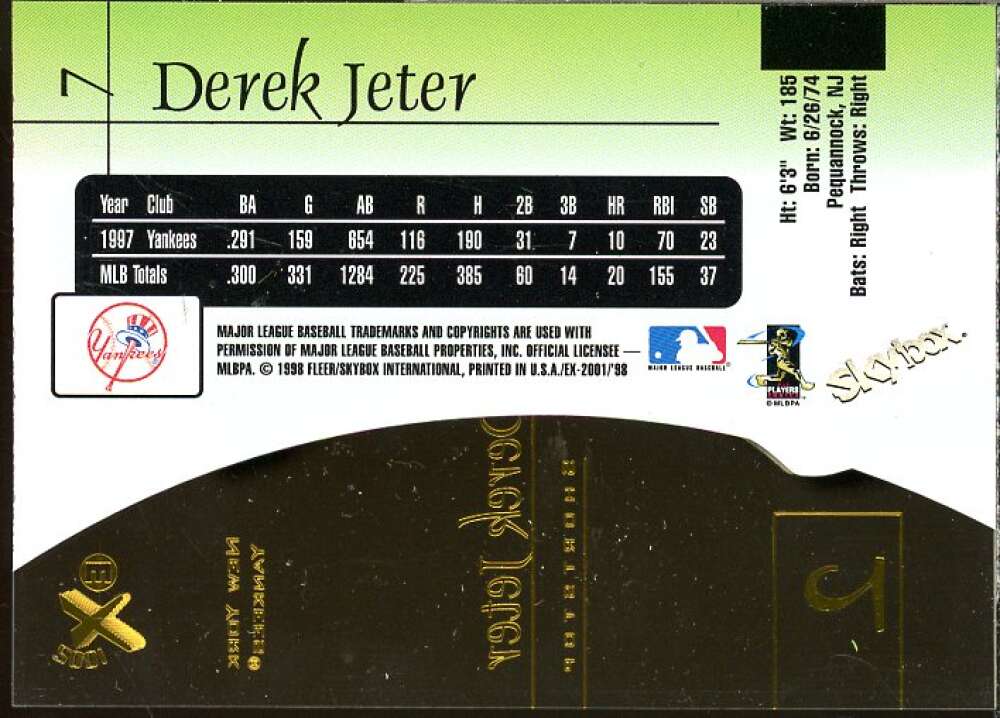 7
Derek Jeter
Ht: 6'3" Wt: 185
Born: 6/26/74
Pequannock, NJ
Bats: Right Throws: Right
Year Club BA G AB R H 2B 3B HR RBI SB
1997 Yankees .291 159 654 116 190 31 7 10 70 23
MLB Totals .300 331 1284 225 385 60 14 20 155 37
Yankees
MAJOR LEAGUE BASEBALL TRADEMARKS AND COPYRIGHTS ARE USED WITH
PERMISSION OF MAJOR LEAGUE BASEBALL PROPERTIES, INC. OFFICIAL LICENSEE —
MLBPA. © 1998 FLEER/SKYBOX INTERNATIONAL, PRINTED IN U.S.A./EX-2001/'98
MAJOR LEAGUE BASEBALL
PLAYERS
©MLBPA
SkyBox
Derek Jeter
SHORTSTOP
NEW YORK
YANKEES®
E
X
2001
2